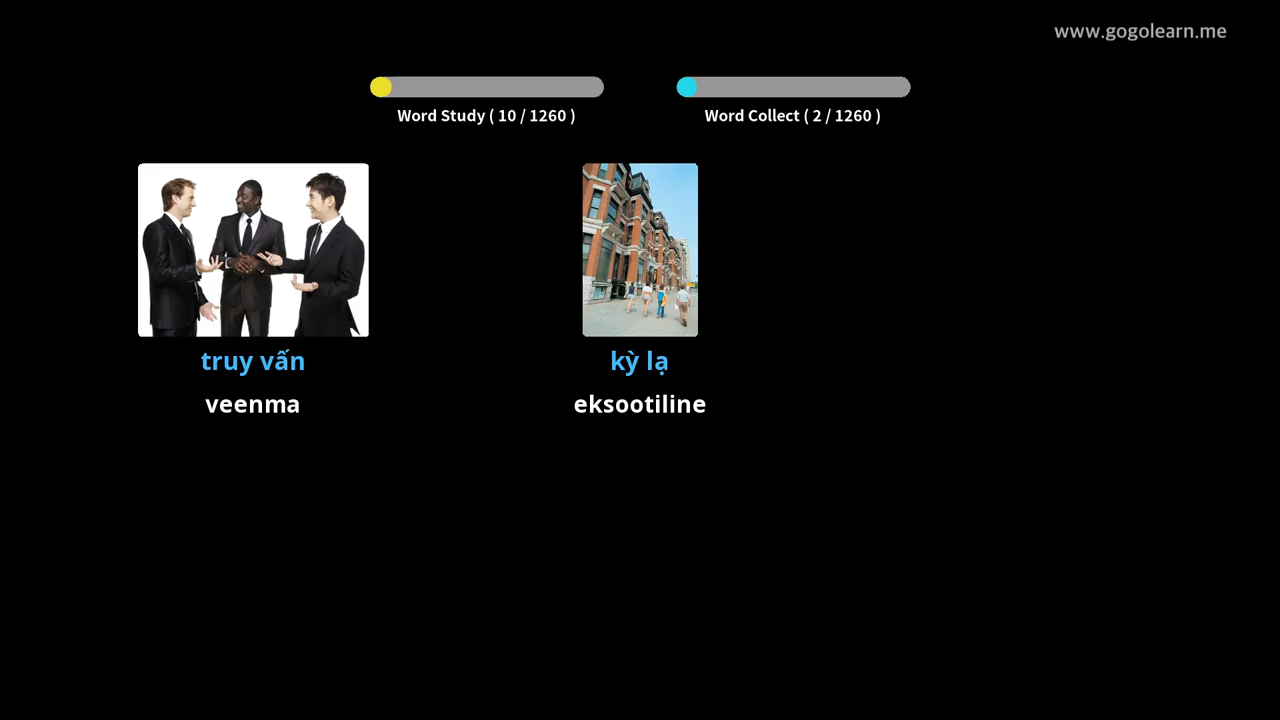 www.gogolearn.me
Word Study ( 10 / 1260 )
Word Collect ( 2 / 1260 )
truy vấn
kỳ lạ
veenma
eksootiline